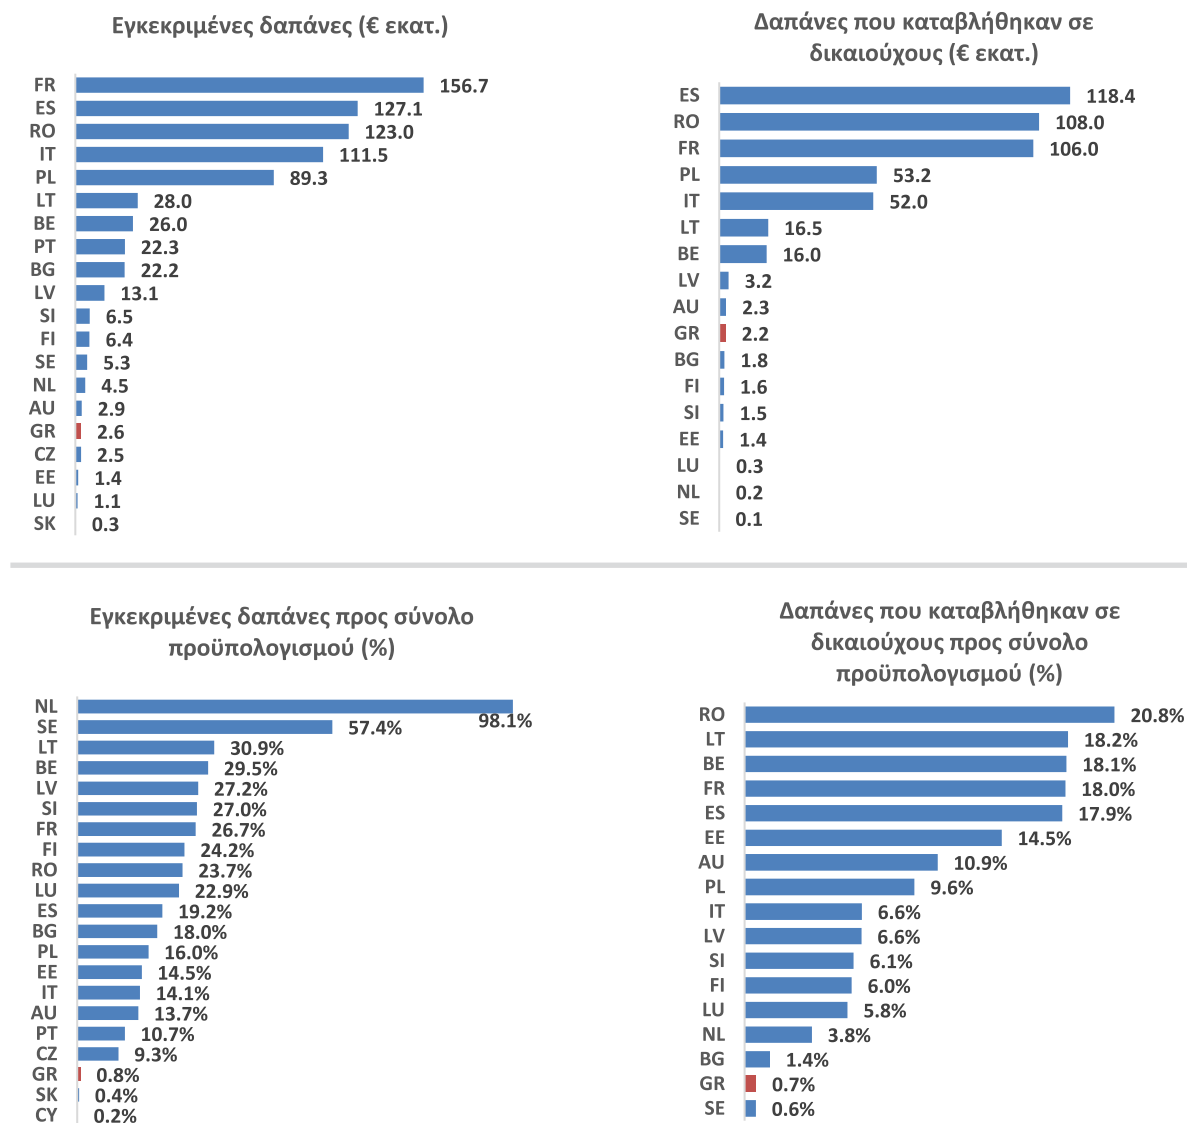 Εγκεκριμένες δαπάνες (€ εκατ.)
FR 156.7
ES 127.1
RO 123.0
IT 111.5
PL 89.3
LT 28.0
BE 26.0
PT 22.3
BG 22.2
LV 13.1
SI 6.5
FI 6.4
SE 5.3
NL 4.5
AU 2.9
GR 2.6
CZ 2.5
EE 1.4
LU 1.1
SK 0.3
Δαπάνες που καταβλήθηκαν σε
δικαιούχους (€ εκατ.)
ES 118.4
RO 108.0
FR 106.0
PL 53.2
IT 52.0
LT 16.5
BE 16.0
LV 3.2
AU 2.3
GR 2.2
BG 1.8
FI 1.6
SI 1.5
EE 1.4
LU 0.3
NL 0.2
SE 0.1
Εγκεκριμένες δαπάνες προς σύνολο
προϋπολογισμού (%)
NL 98.1%
SE 57.4%
LT 30.9%
BE 29.5%
LV 27.2%
SI 27.0%
FR 26.7%
FI 24.2%
RO 23.7%
LU 22.9%
ES 19.2%
BG 18.0%
PL 16.0%
EE 14.5%
IT 14.1%
AU 13.7%
PT 10.7%
CZ 9.3%
GR 0.8%
SK 0.4%
CY 0.2%
Δαπάνες που καταβλήθηκαν σε
δικαιούχους προς σύνολο
προϋπολογισμού (%)
RO 20.8%
LT 18.2%
BE 18.1%
FR 18.0%
ES 17.9%
EE 14.5%
AU 10.9%
PL 9.6%
IT 6.6%
LV 6.6%
SI 6.1%
FI 6.0%
LU 5.8%
NL 3.8%
BG 1.4%
GR 0.7%
SE 0.6%